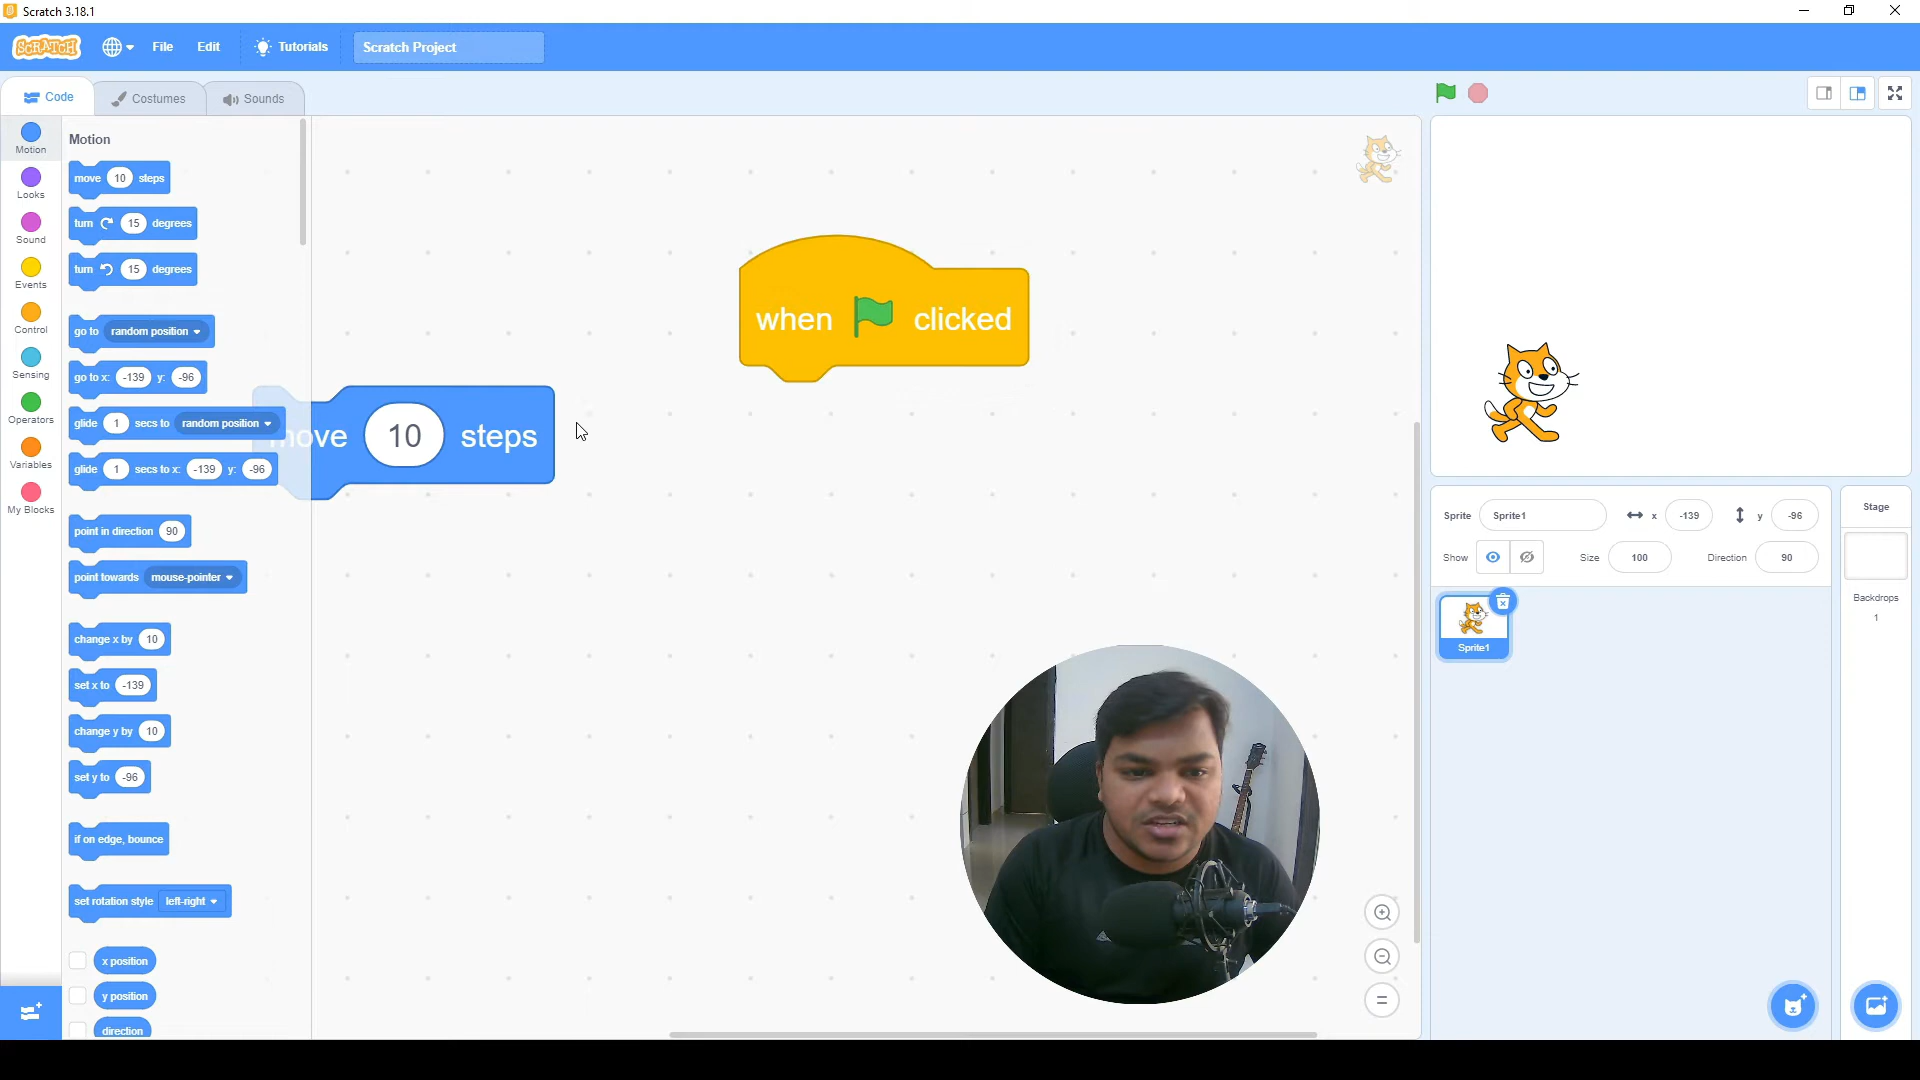 Scratch 3.18.1
SCRATCH
File
Edit
Tutorials
Scratch Project
Code
Costumes
Sounds
Motion
Looks
Sound
Events
Control
Sensing
Operators
Variables
My Blocks
Motion
move 10 steps
turn 15 degrees
turn 15 degrees
go to random position
go to x: -139 y: -96
glide 1 secs to random position
glide 1 secs to x: -139 y: -96
point in direction 90
point towards mouse-pointer
change x by 10
set x to -139
change y by 10
set y to -96
if on edge, bounce
set rotation style left-right
x position
y position
direction
when clicked
move 10 steps
Sprite Sprite1 x -139 y -96
Show Size 100 Direction 90
Sprite1
Stage
Backdrops
1